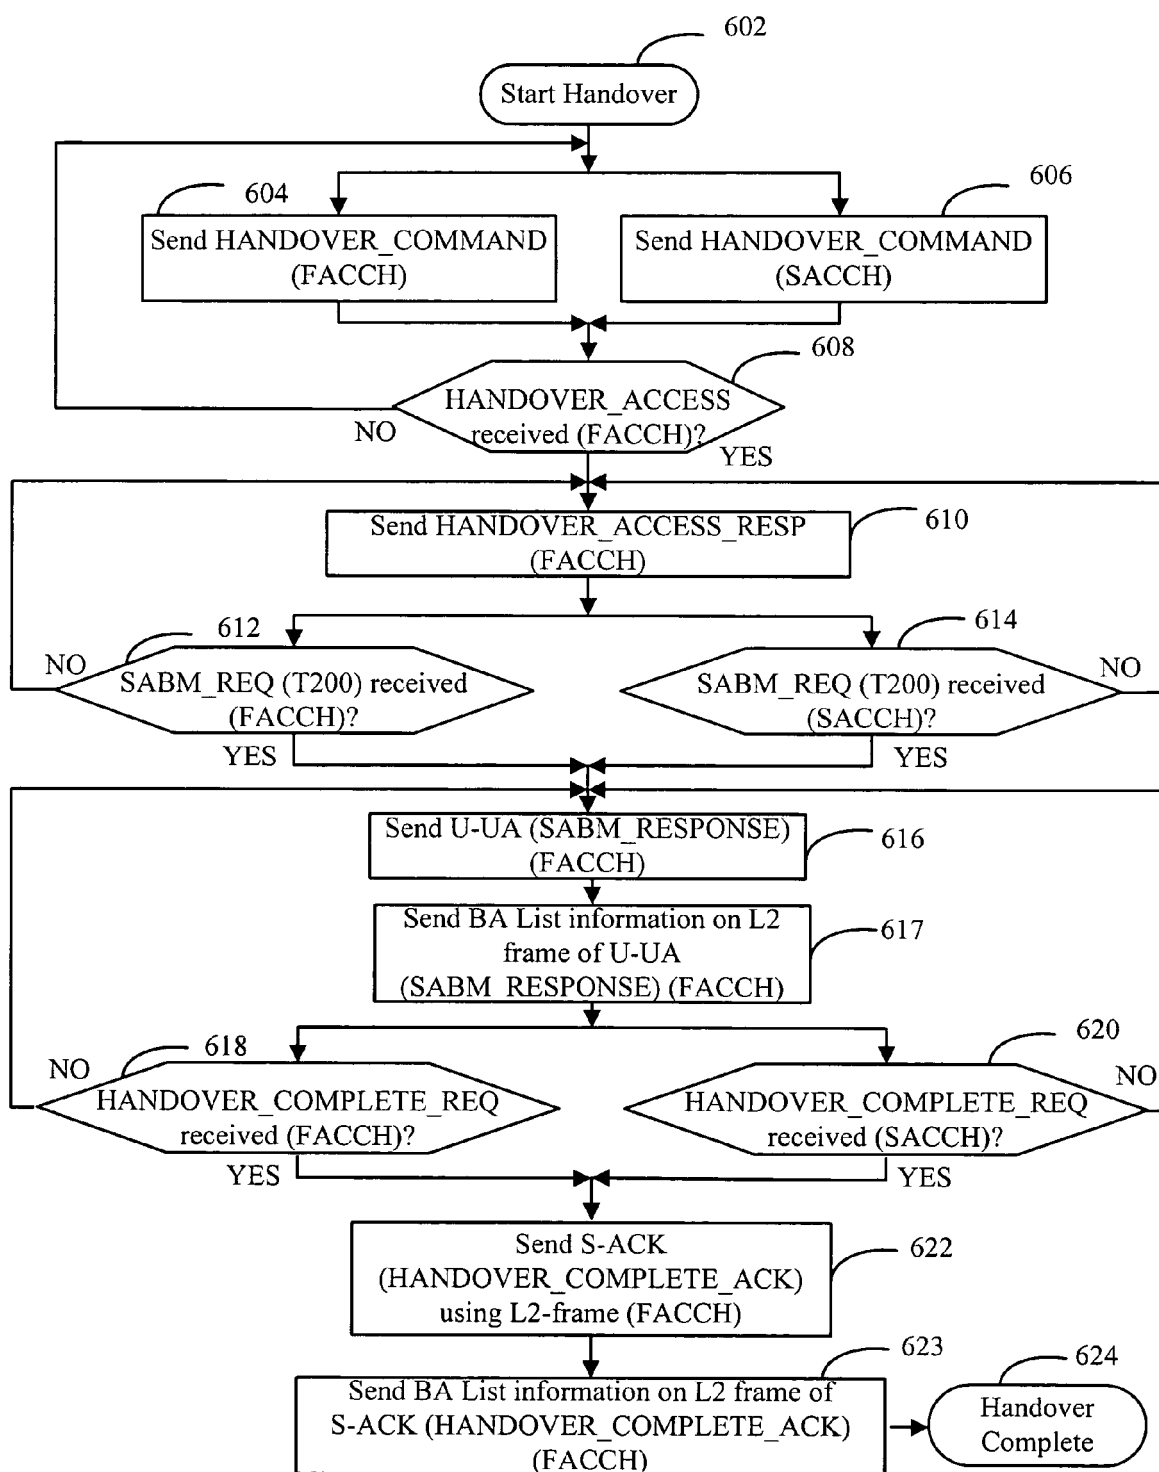 602
Start Handover
604
606
Send HANDOVER_COMMAND
(FACCH)
Send HANDOVER_COMMAND
(SACCH)
608
HANDOVER_ACCESS
received (FACCH)?
NO
YES
610
Send HANDOVER_ACCESS_RESP
(FACCH)
612
614
NO
SABM_REQ (T200) received
(FACCH)?
SABM_REQ (T200) received
(SACCH)?
NO
YES
YES
Send U-UA (SABM_RESPONSE)
(FACCH)
616
Send BA List information on L2
frame of U-UA
(SABM_RESPONSE) (FACCH)
617
618
620
NO
HANDOVER_COMPLETE_REQ
received (FACCH)?
HANDOVER_COMPLETE_REQ
received (SACCH)?
NO
YES
YES
Send S-ACK
(HANDOVER_COMPLETE_ACK)
using L2-frame (FACCH)
622
623
624
Send BA List information on L2 frame of
S-ACK (HANDOVER_COMPLETE_ACK)
(FACCH)
Handover
Complete